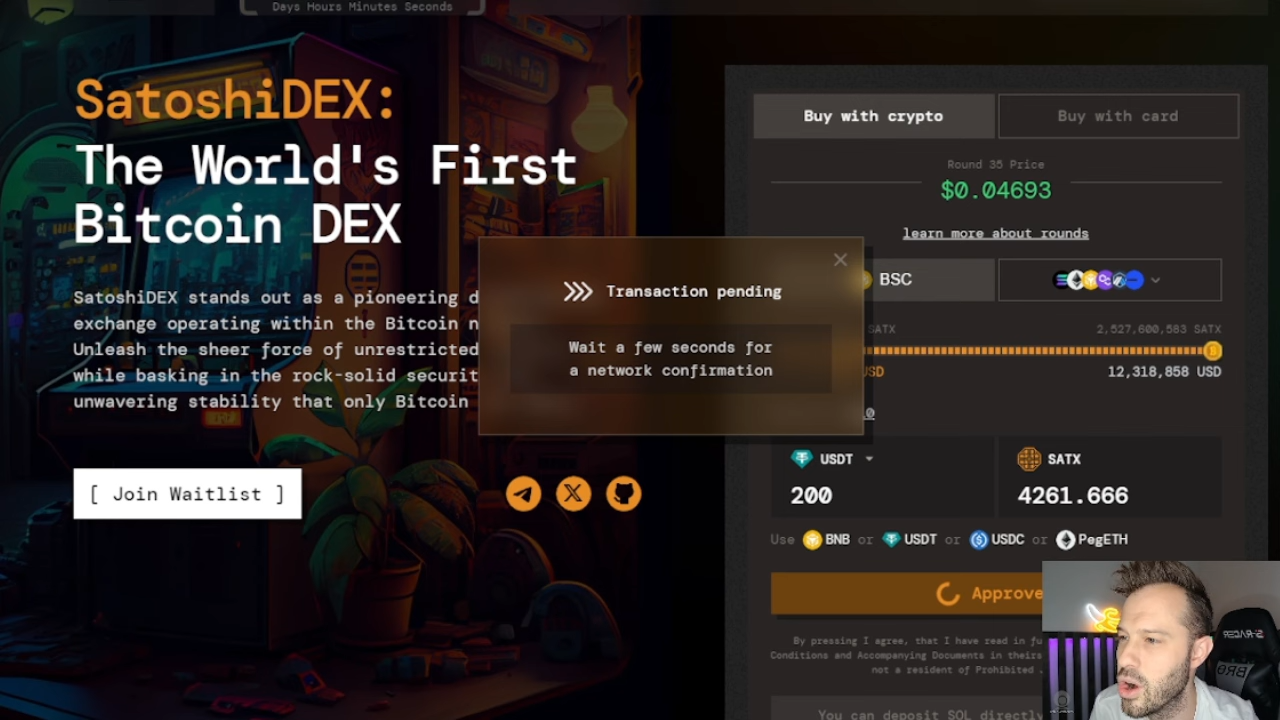 Days Hours Minutes Seconds
SatoshiDEX:
The World's First
Bitcoin DEX
SatoshiDEX stands out as a pioneering d
exchange operating within the Bitcoin n
Unleash the sheer force of unrestricted
while basking in the rock-solid securit
unwavering stability that only Bitcoin
[ Join Waitlist ]
Transaction pending
Wait a few seconds for
a network confirmation
Buy with crypto
Buy with card
Round 35 Price
$0.04693
learn more about rounds
BSC
SATX
2,527,600,583 SATX
USD
12,318,858 USD
0
USDT
SATX
200
4261.666
Use BNB or USDT or USDC or PegETH
Approve
By pressing I agree, that I have read in fu
Conditions and Accompanying Documents in theirs
not a resident of Prohibited
You can deposit SOL directly